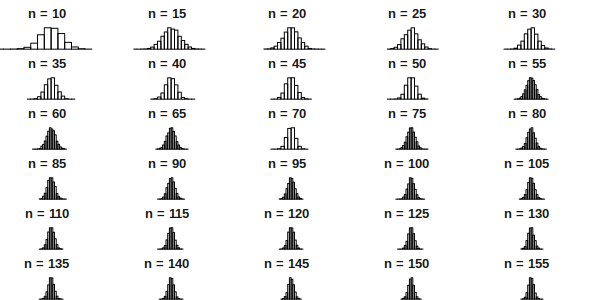 n = 10 n = 15 n = 20 n = 25 n = 30
n = 35 n = 40 n = 45 n = 50 n = 55
n = 60 n = 65 n = 70 n = 75 n = 80
n = 85 n = 90 n = 95 n = 100 n = 105
n = 110 n = 115 n = 120 n = 125 n = 130
n = 135 n = 140 n = 145 n = 150 n = 155